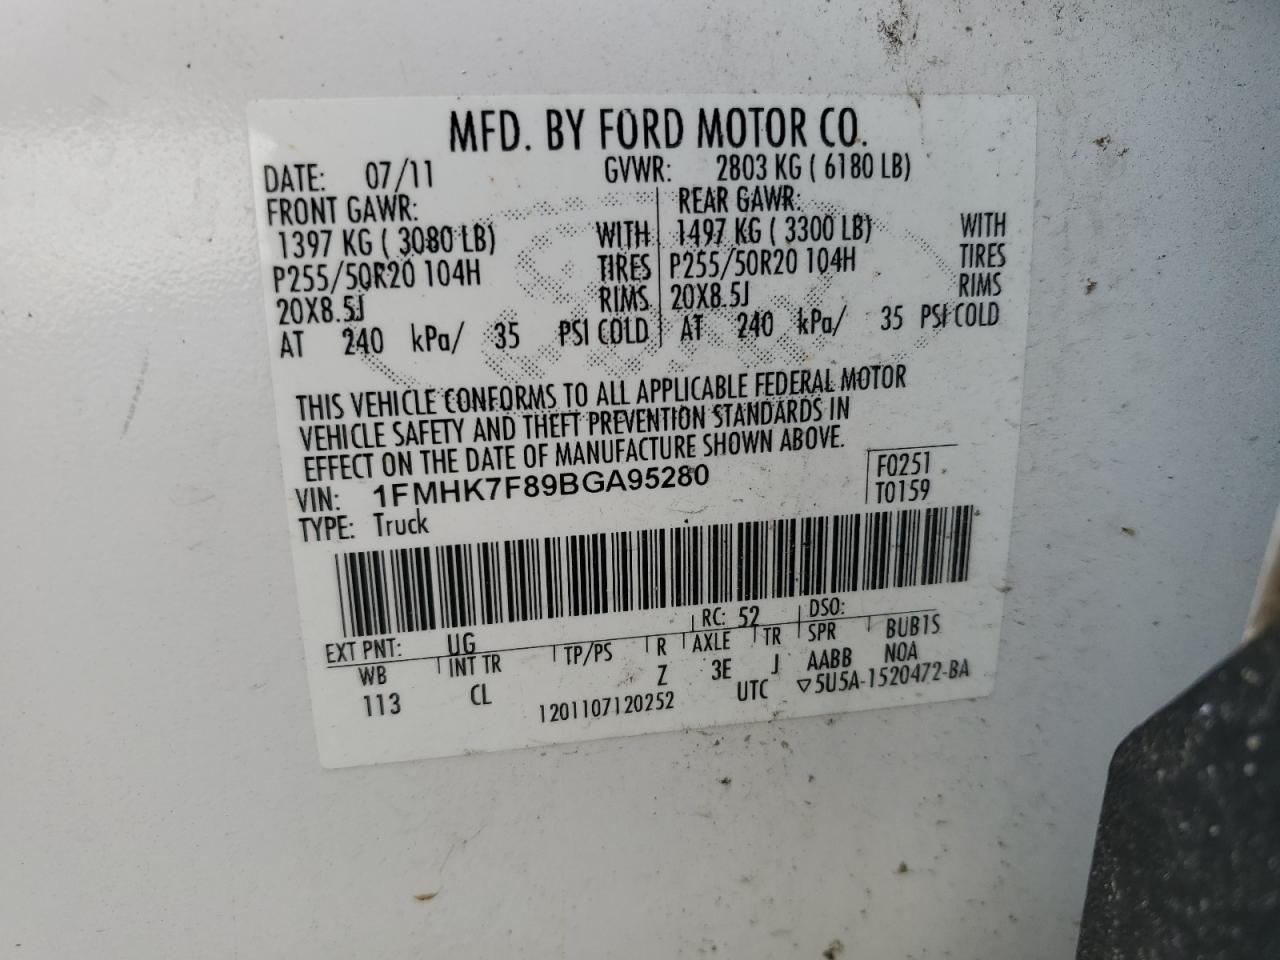 MFD. BY FORD MOTOR CO.
DATE: 07/11 GVWR: 2803 KG ( 6180 LB)
FRONT GAWR: REAR GAWR:
1397 KG ( 3080 LB) WITH 1497 KG ( 3300 LB) WITH
P255/50R20 104H TIRES P255/50R20 104H TIRES
20X8.5J RIMS 20X8.5J RIMS
AT 240 kPa/ 35 PSI COLD AT 240 kPa/ 35 PSI COLD
THIS VEHICLE CONFORMS TO ALL APPLICABLE FEDERAL MOTOR
VEHICLE SAFETY AND THEFT PREVENTION STANDARDS IN
EFFECT ON THE DATE OF MANUFACTURE SHOWN ABOVE.
VIN: 1FMHK7F89BGA95280 F0251
TYPE: Truck T0159
EXT PNT: UG RC: 52 DSO:
WB INT TR TP/PS R AXLE TR SPR BUB1S
113 CL Z 3E J AABB NOA
1201107120252 UTC ▽5U5A-1520472-BA